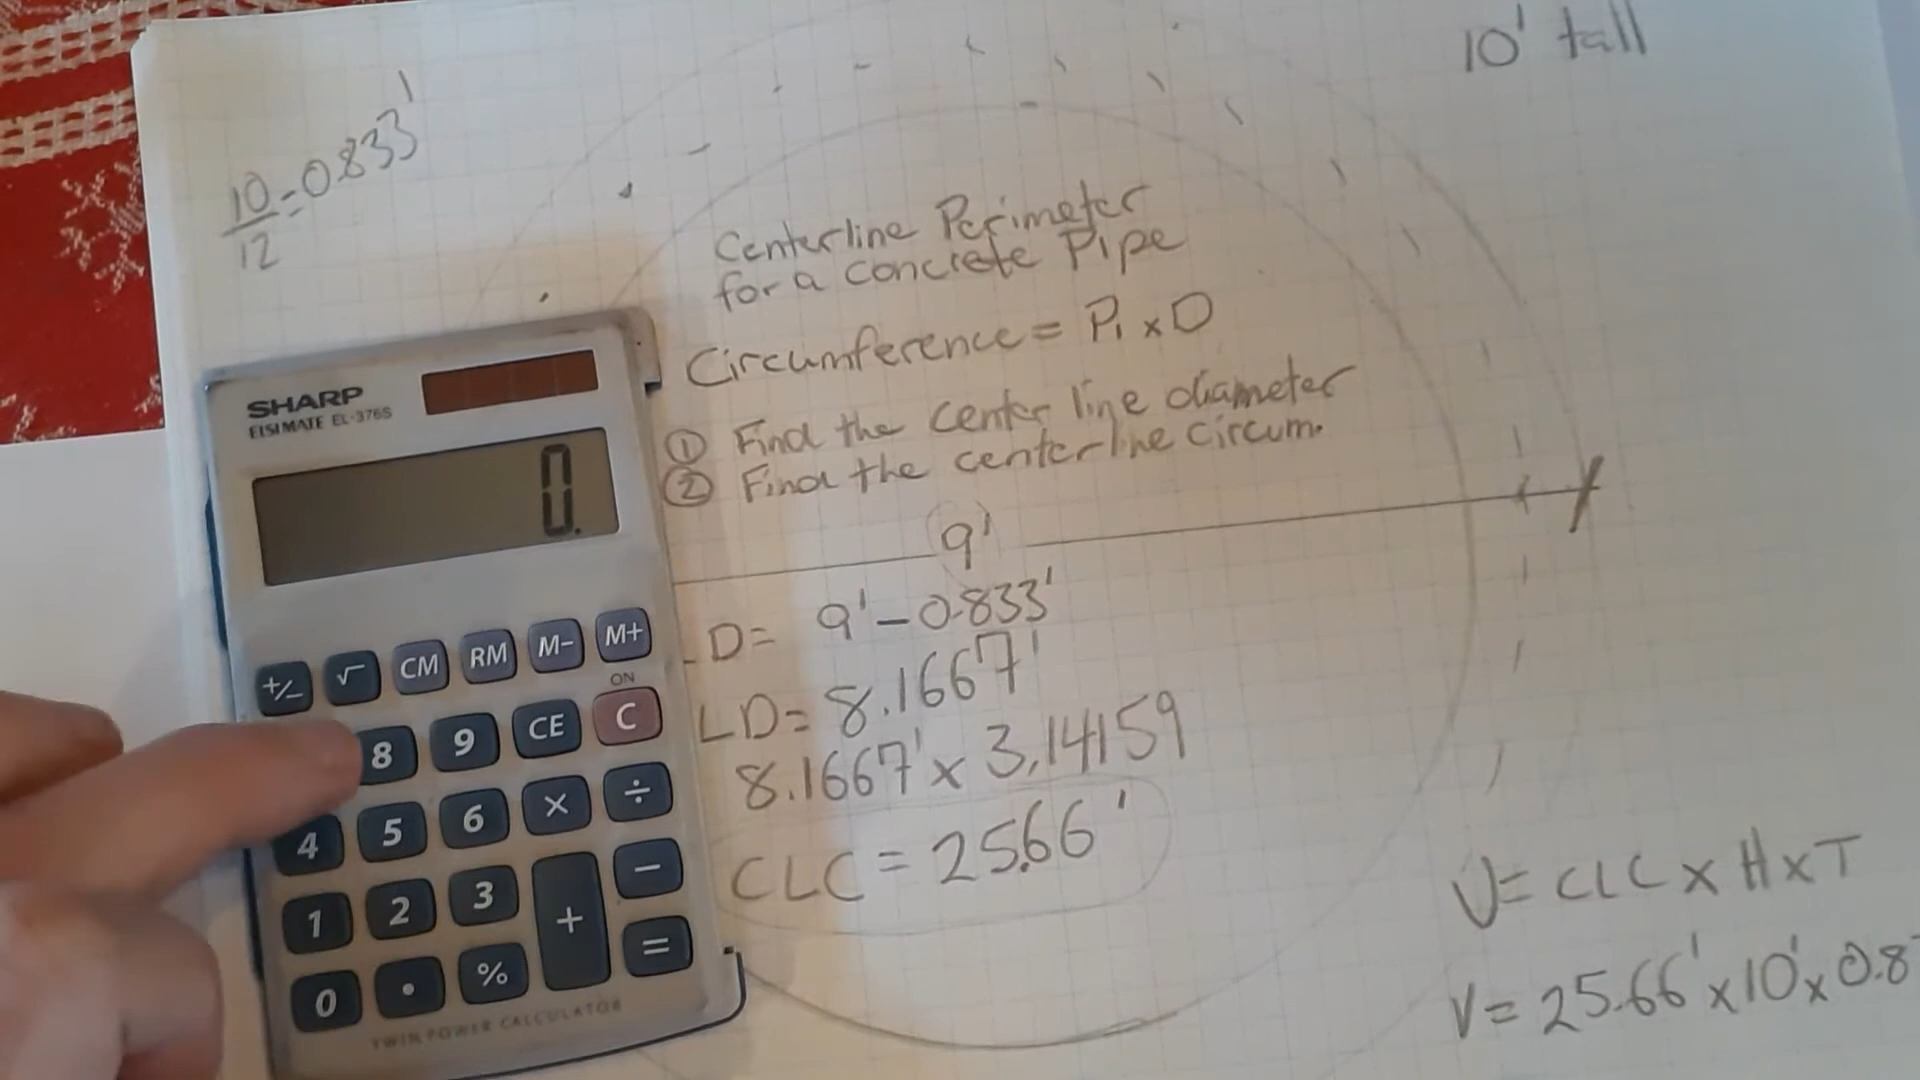 10' tall
10/12 = 0.833'
Centerline Perimeter
for a concrete Pipe
Circumference = Pi x D
① Find the center line diameter
② Find the centerline circum.
9'
D = 9' - 0.833'
LD = 8.1667'
8.1667' x 3.14159
CLC = 25.66'
V = CLC x H x T
V = 25.66' x 10' x 0.8
SHARP
ELSIMATE EL-376S
0.
+/- √ CM RM M- M+
ON
8 9 CE C
4 5 6 × ÷
1 2 3 + −
0 . % =
TWIN POWER CALCULATOR